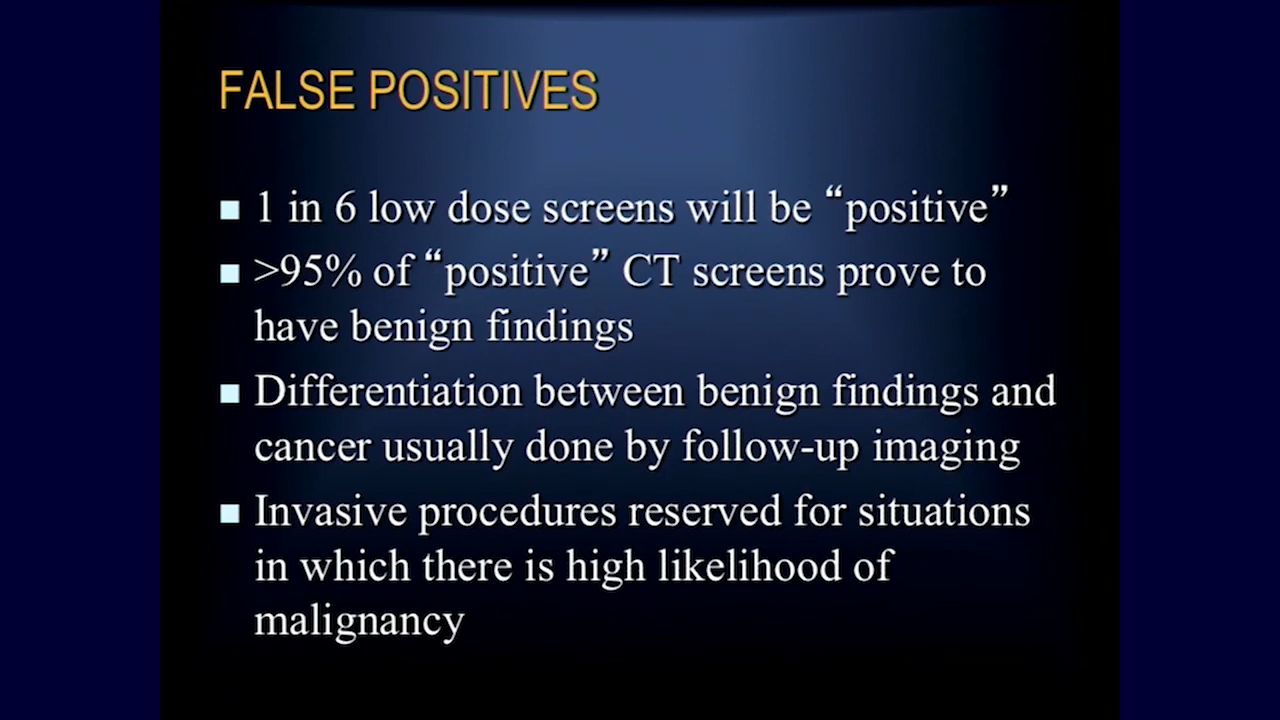 FALSE POSITIVES
1 in 6 low dose screens will be “positive”
>95% of “positive” CT screens prove to
have benign findings
Differentiation between benign findings and
cancer usually done by follow-up imaging
Invasive procedures reserved for situations
in which there is high likelihood of
malignancy